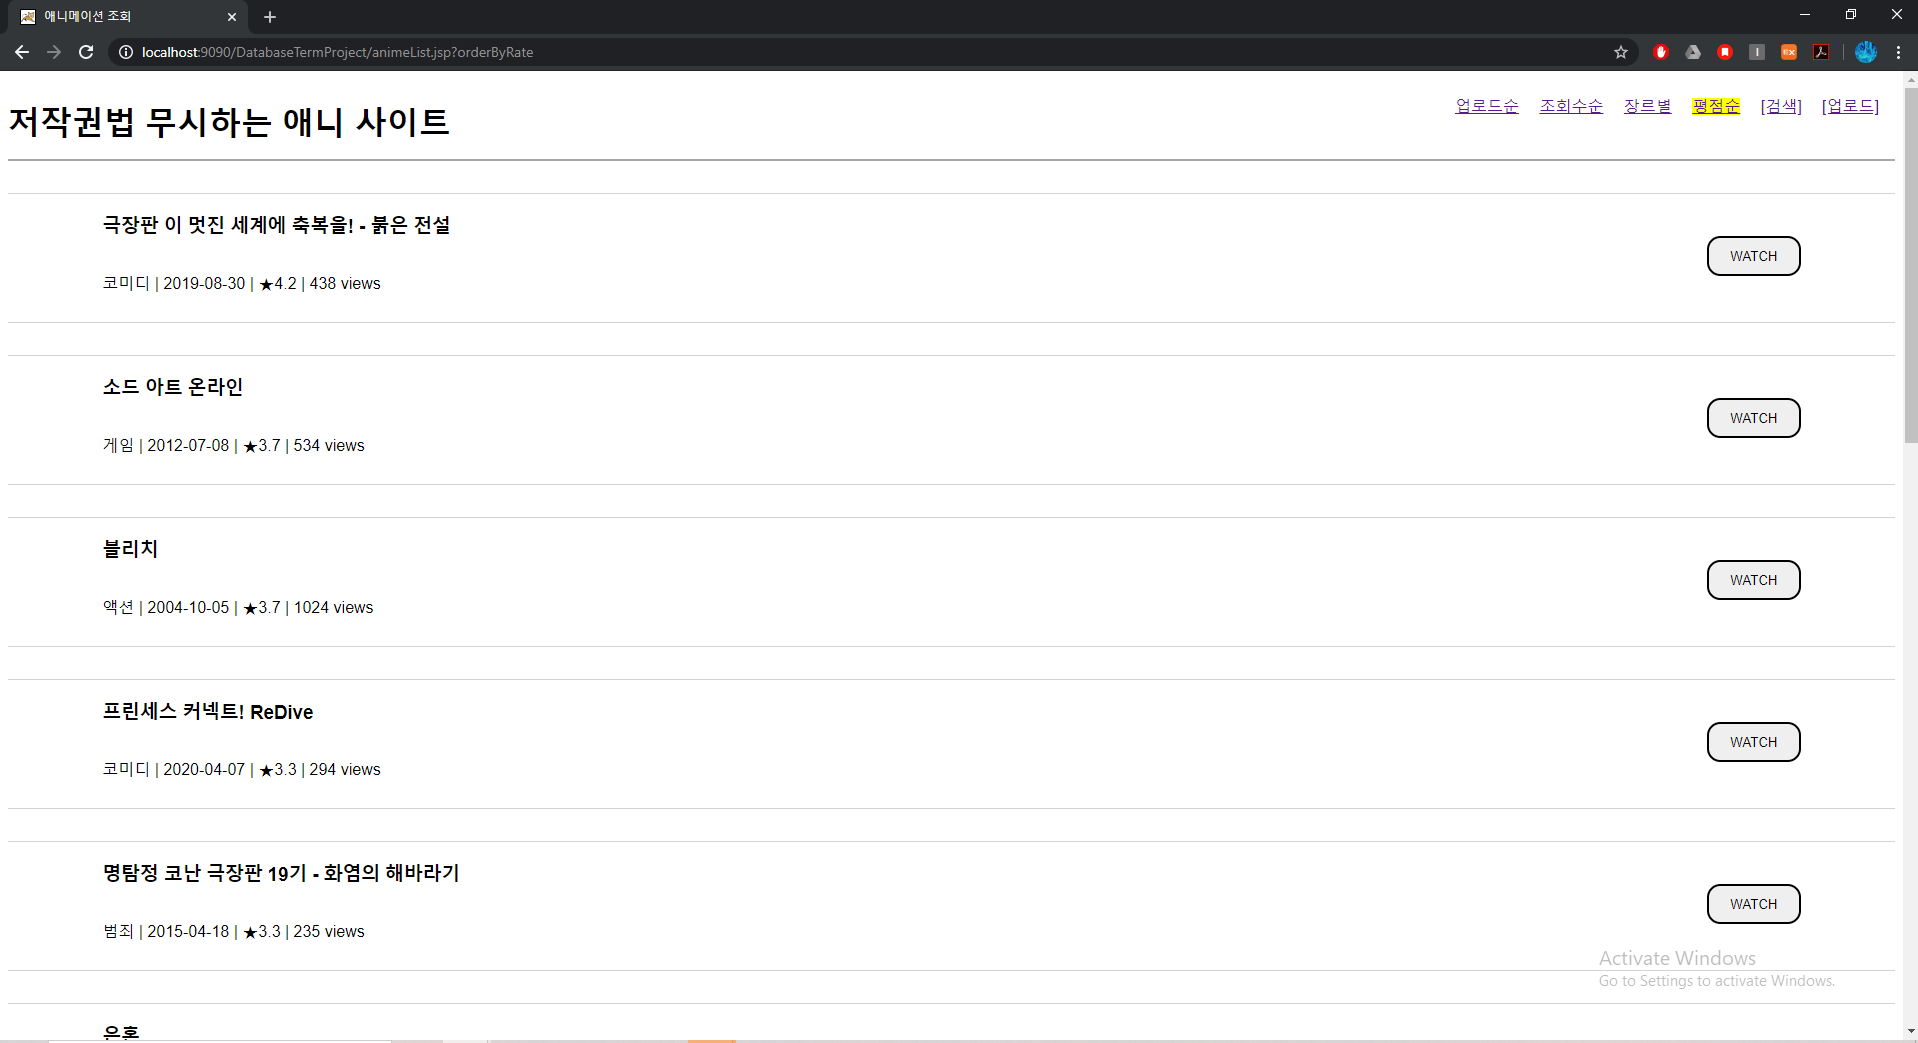 애니메이션 조회
localhost:9090/DatabaseTermProject/animeList.jsp?orderByRate
저작권법 무시하는 애니 사이트
업로드순 조회수순 장르별 평점순 [검색] [업로드]
극장판 이 멋진 세계에 축복을! - 붉은 전설
코미디 | 2019-08-30 | ★4.2 | 438 views
WATCH
소드 아트 온라인
게임 | 2012-07-08 | ★3.7 | 534 views
WATCH
블리치
액션 | 2004-10-05 | ★3.7 | 1024 views
WATCH
프린세스 커넥트! ReDive
코미디 | 2020-04-07 | ★3.3 | 294 views
WATCH
명탐정 코난 극장판 19기 - 화염의 해바라기
범죄 | 2015-04-18 | ★3.3 | 235 views
WATCH
Activate Windows
Go to Settings to activate Windows.
은혼